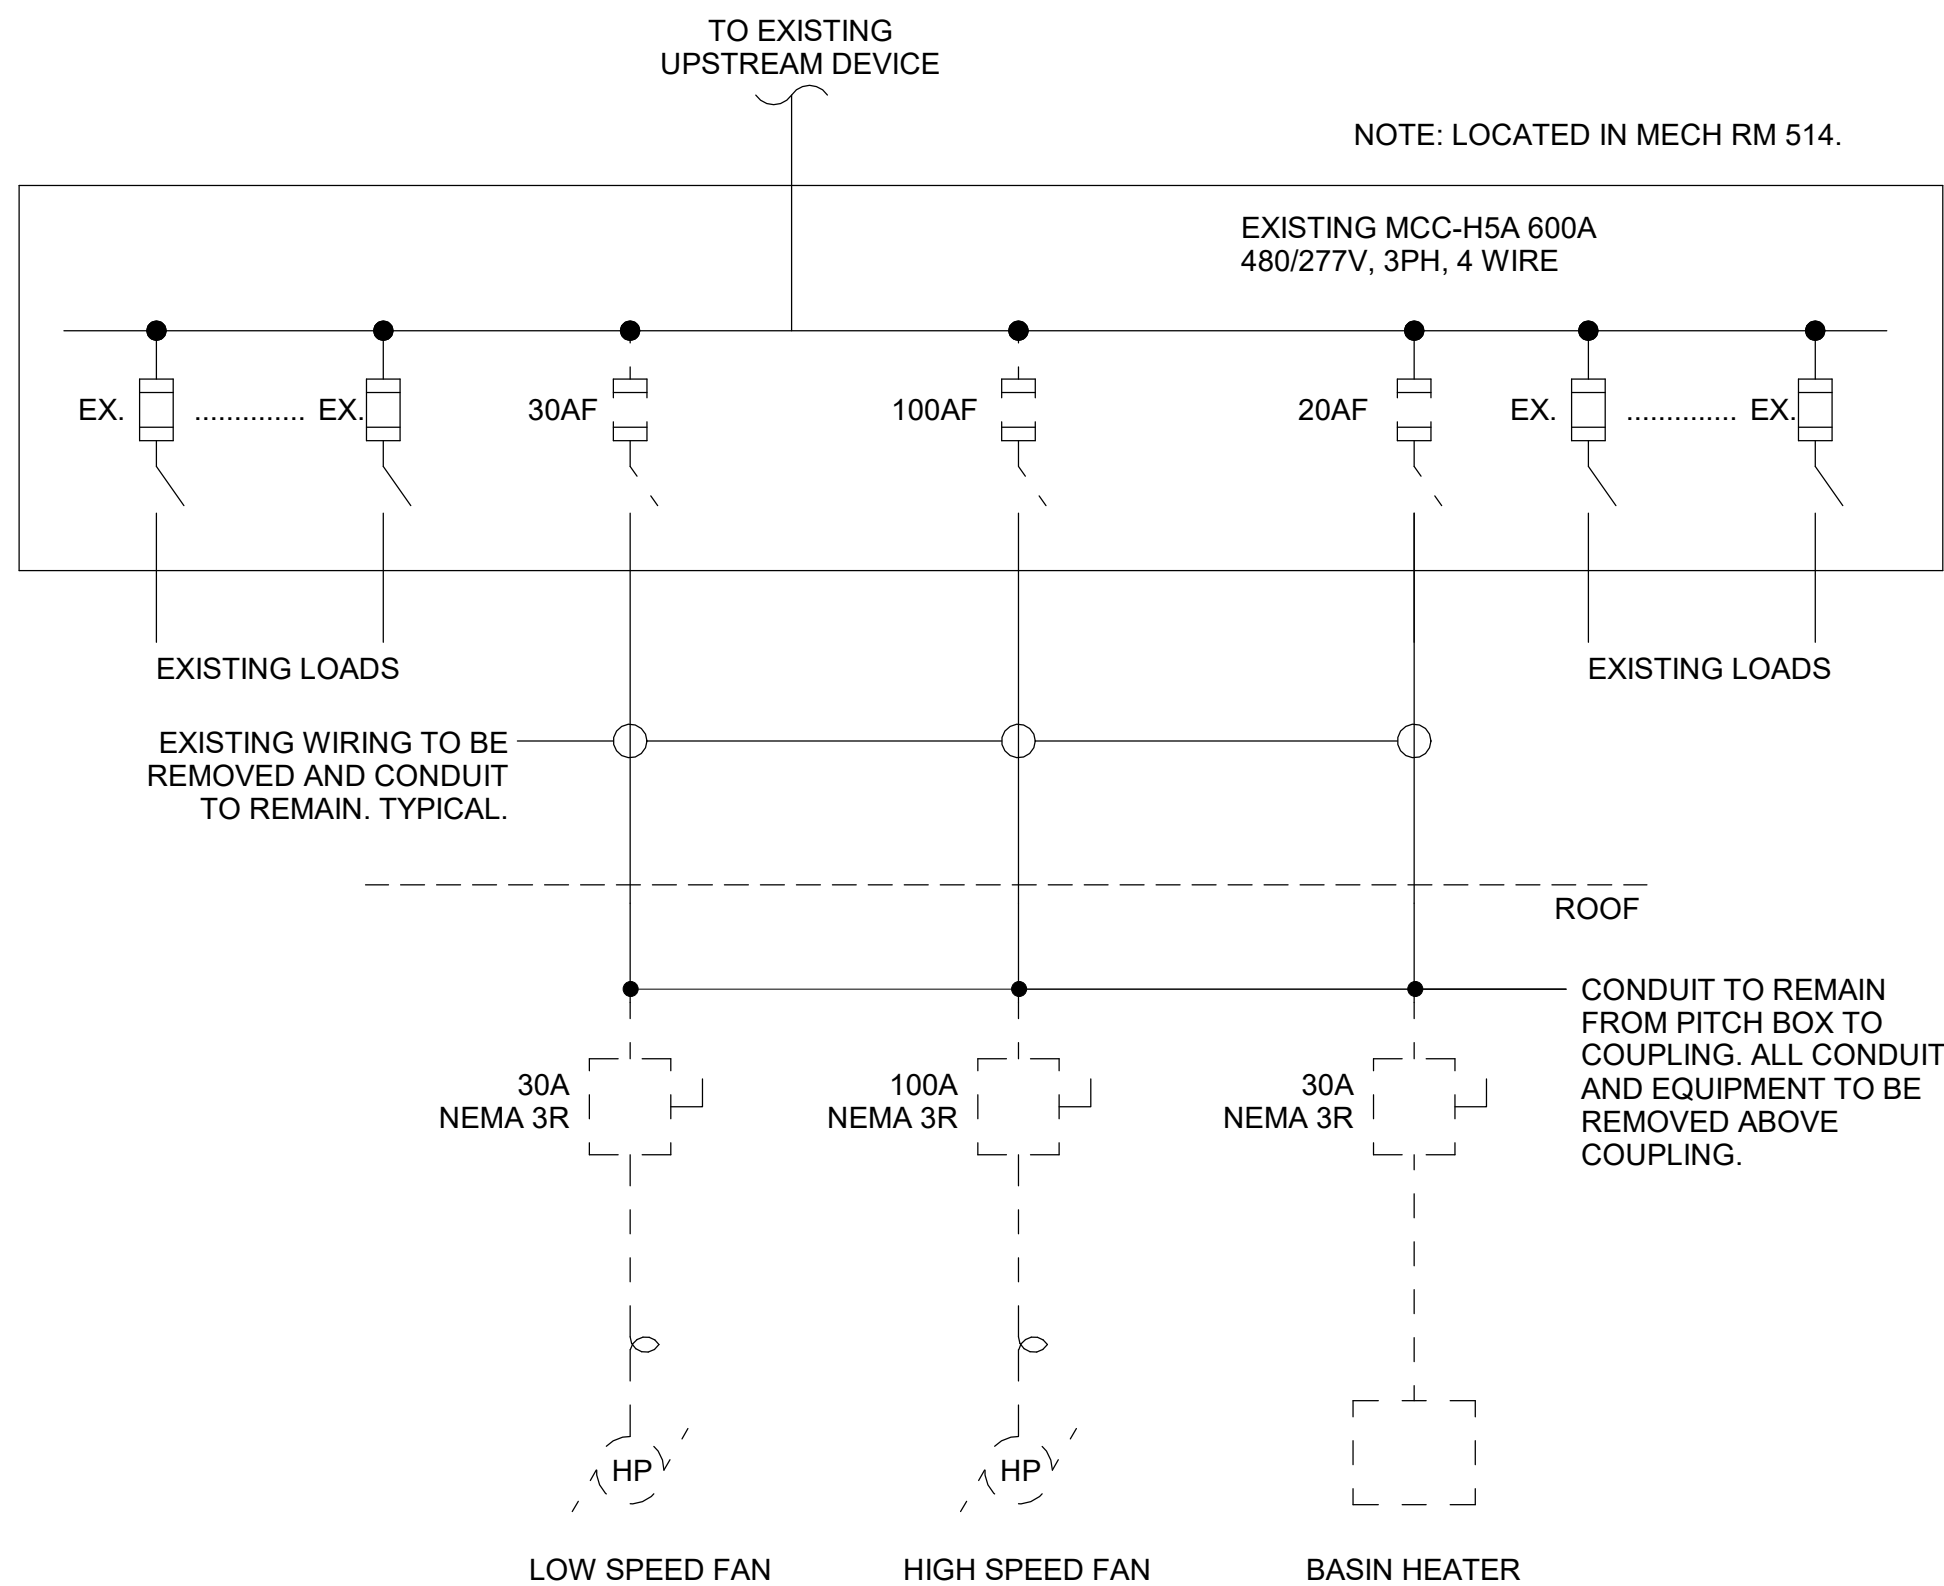 TO EXISTING
UPSTREAM DEVICE
NOTE: LOCATED IN MECH RM 514.
EXISTING MCC-H5A 600A
480/277V, 3PH, 4 WIRE
EX. .............. EX. 30AF 100AF 20AF EX. .............. EX.
EXISTING LOADS
EXISTING LOADS
EXISTING WIRING TO BE
REMOVED AND CONDUIT
TO REMAIN. TYPICAL.
ROOF
CONDUIT TO REMAIN
FROM PITCH BOX TO
COUPLING. ALL CONDUIT
AND EQUIPMENT TO BE
REMOVED ABOVE
COUPLING.
30A
NEMA 3R
100A
NEMA 3R
30A
NEMA 3R
HP
HP
LOW SPEED FAN
HIGH SPEED FAN
BASIN HEATER